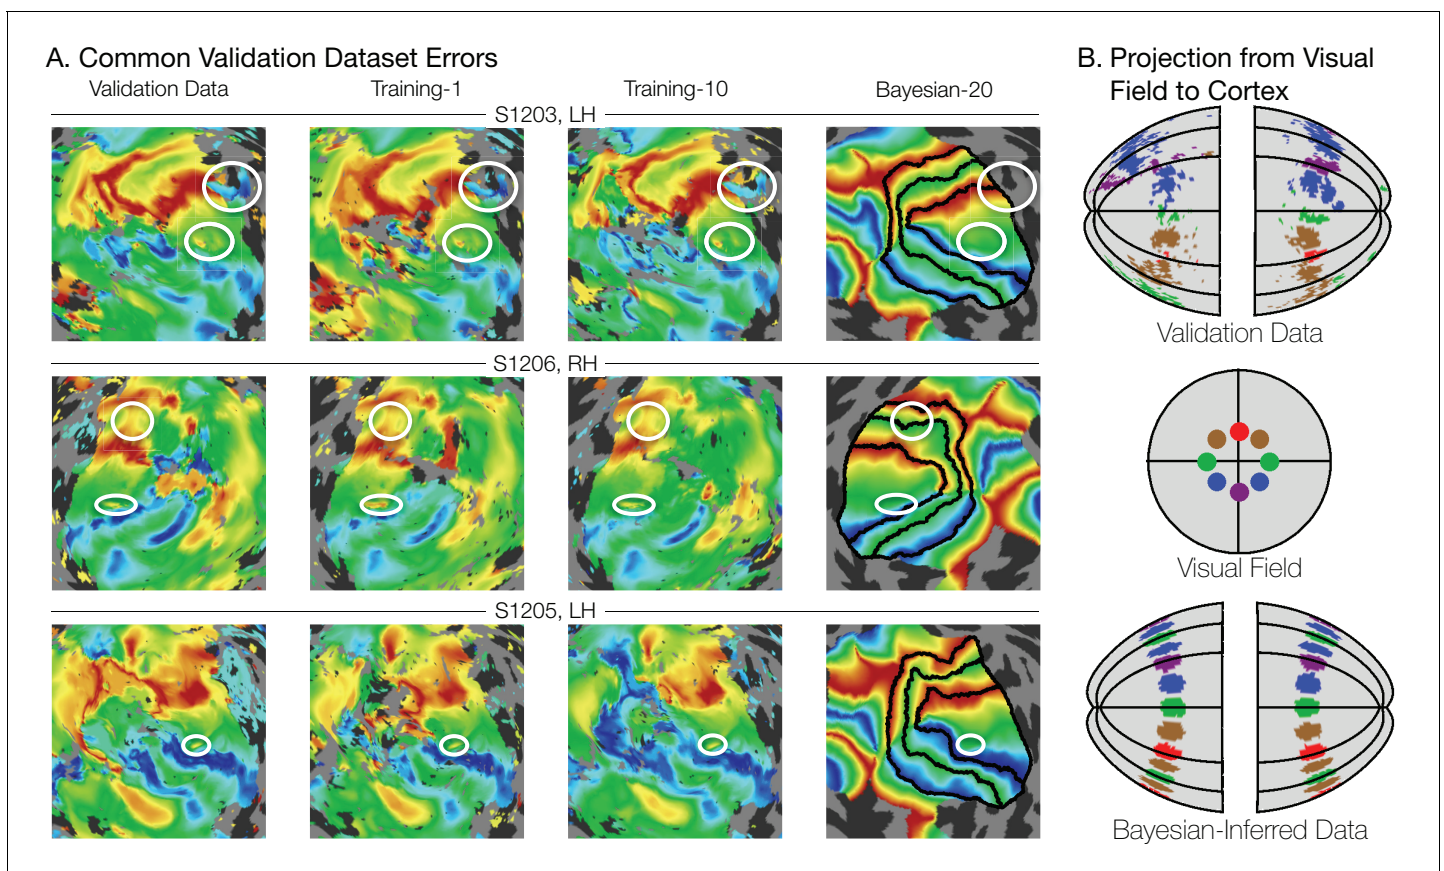 A. Common Validation Dataset Errors
Validation Data
Training-1
Training-10
Bayesian-20
S1203, LH
S1206, RH
S1205, LH
B. Projection from Visual
Field to Cortex
Validation Data
Visual Field
Bayesian-Inferred Data